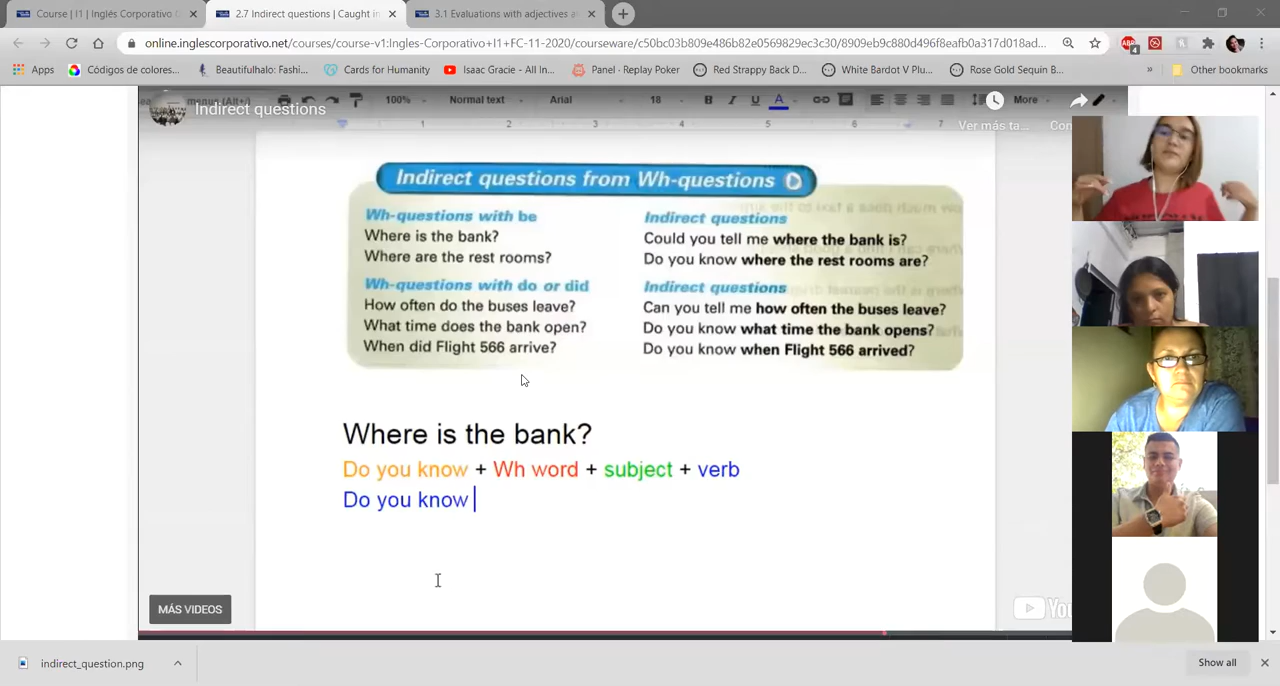 Course | I1 | Inglés Corporativo C
2.7 Indirect questions | Caught in
3.1 Evaluations with adjectives a
online.inglescorporativo.net/courses/course-v1:Ingles-Corporativo+I1+FC-11-2020/courseware/c50bc03b809e486b82e0569829ec3c30/8909eb9c880d496f8eafb0a317d018ad...
Apps Códigos de colores... Beautifulhalo: Fashi... Cards for Humanity Isaac Gracie - All In... Panel · Replay Poker Red Strappy Back D... White Bardot V Plu... Rose Gold Sequin B... » Other bookmarks
menú (Alt+/) 100% Normal text Arial 18 B I U A More
Indirect questions
1 2 3 4 5 6 7
Ver más ta...
Indirect questions from Wh-questions
Wh-questions with be
Where is the bank?
Where are the rest rooms?
Wh-questions with do or did
How often do the buses leave?
What time does the bank open?
When did Flight 566 arrive?
Indirect questions
Could you tell me where the bank is?
Do you know where the rest rooms are?
Indirect questions
Can you tell me how often the buses leave?
Do you know what time the bank opens?
Do you know when Flight 566 arrived?
Where is the bank?
Do you know + Wh word + subject + verb
Do you know
MÁS VIDEOS
indirect_question.png
Show all